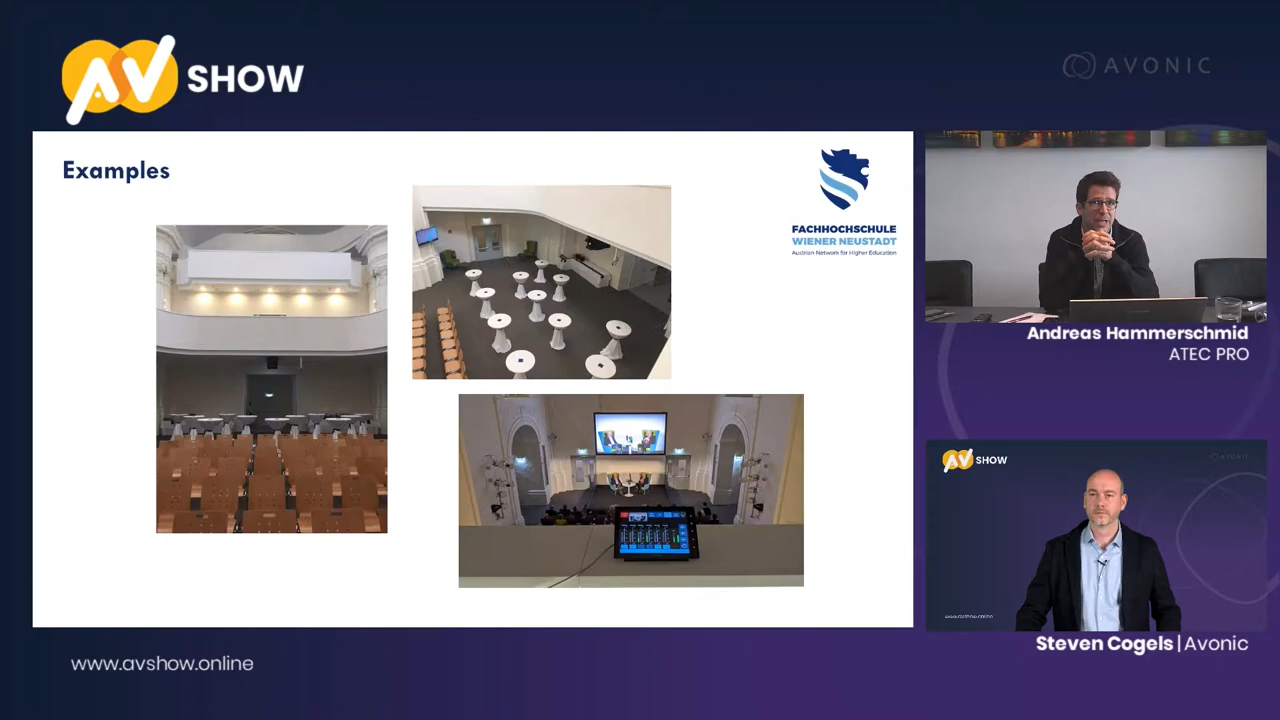 AV SHOW
AVONIC
Examples
FACHHOCHSCHULE
WIENER NEUSTADT
Austrian Network for Higher Education
Andreas Hammerschmid
ATEC PRO
AV SHOW
AVONIC
Steven Cogels | Avonic
www.avshow.online